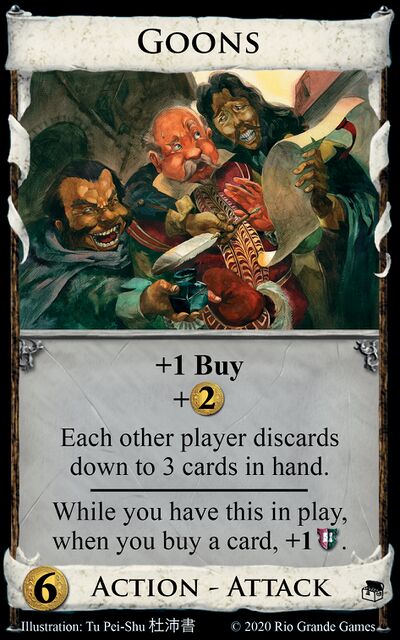 GOONS
+1 Buy
+2
Each other player discards
down to 3 cards in hand.
While you have this in play,
when you buy a card, +1.
6 ACTION - ATTACK
Illustration: Tu Pei-Shu 杜沛書 © 2020 Rio Grande Games